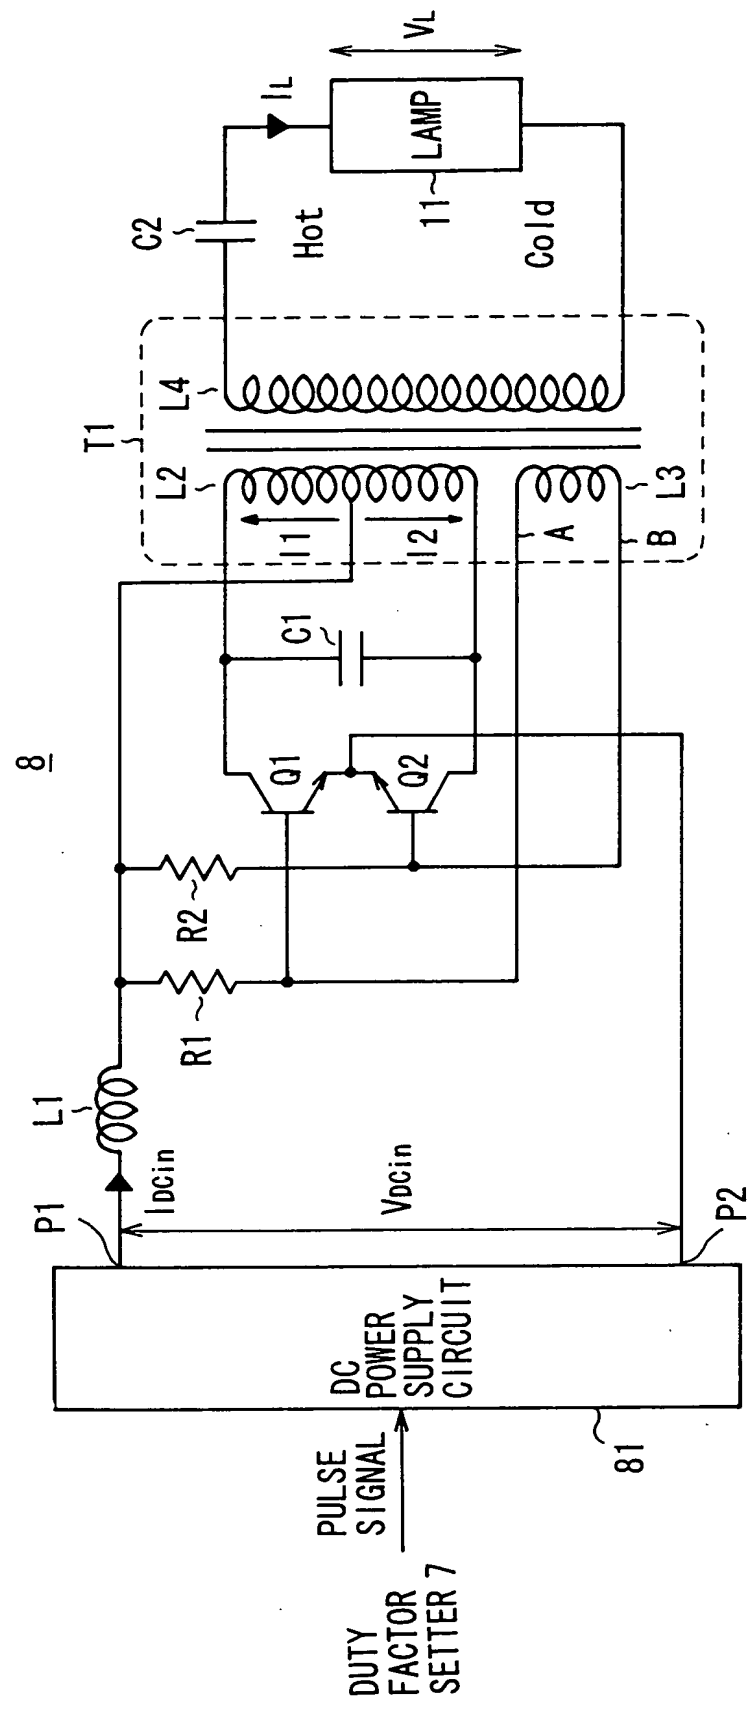 8
DUTY
FACTOR
SETTER 7
PULSE
SIGNAL
DC
POWER
SUPPLY
CIRCUIT
81
P1
P2
IDCin
VDCin
L1
R1
R2
Q1
Q2
C1
T1
L2
I1
I2
A
B
L3
L4
C2
Hot
Cold
IL
LAMP
11
VL